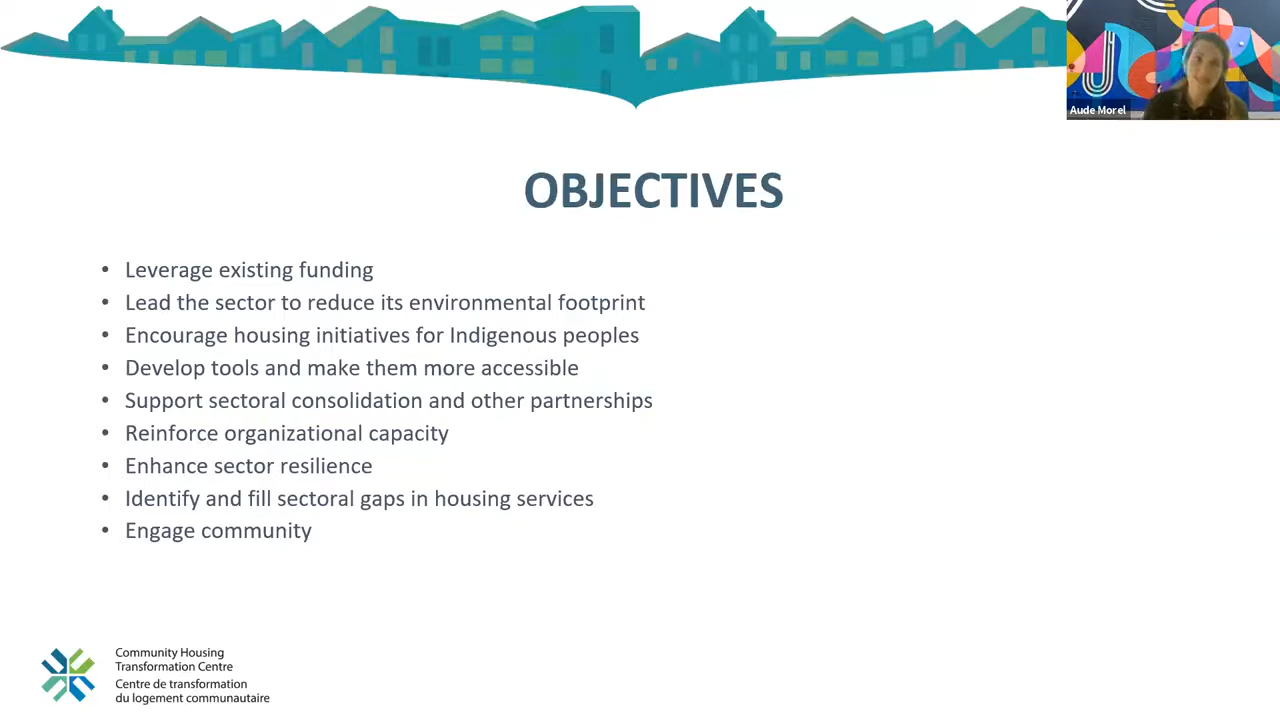 Aude Morel
OBJECTIVES
• Leverage existing funding
• Lead the sector to reduce its environmental footprint
• Encourage housing initiatives for Indigenous peoples
• Develop tools and make them more accessible
• Support sectoral consolidation and other partnerships
• Reinforce organizational capacity
• Enhance sector resilience
• Identify and fill sectoral gaps in housing services
• Engage community
Community Housing
Transformation Centre
Centre de transformation
du logement communautaire